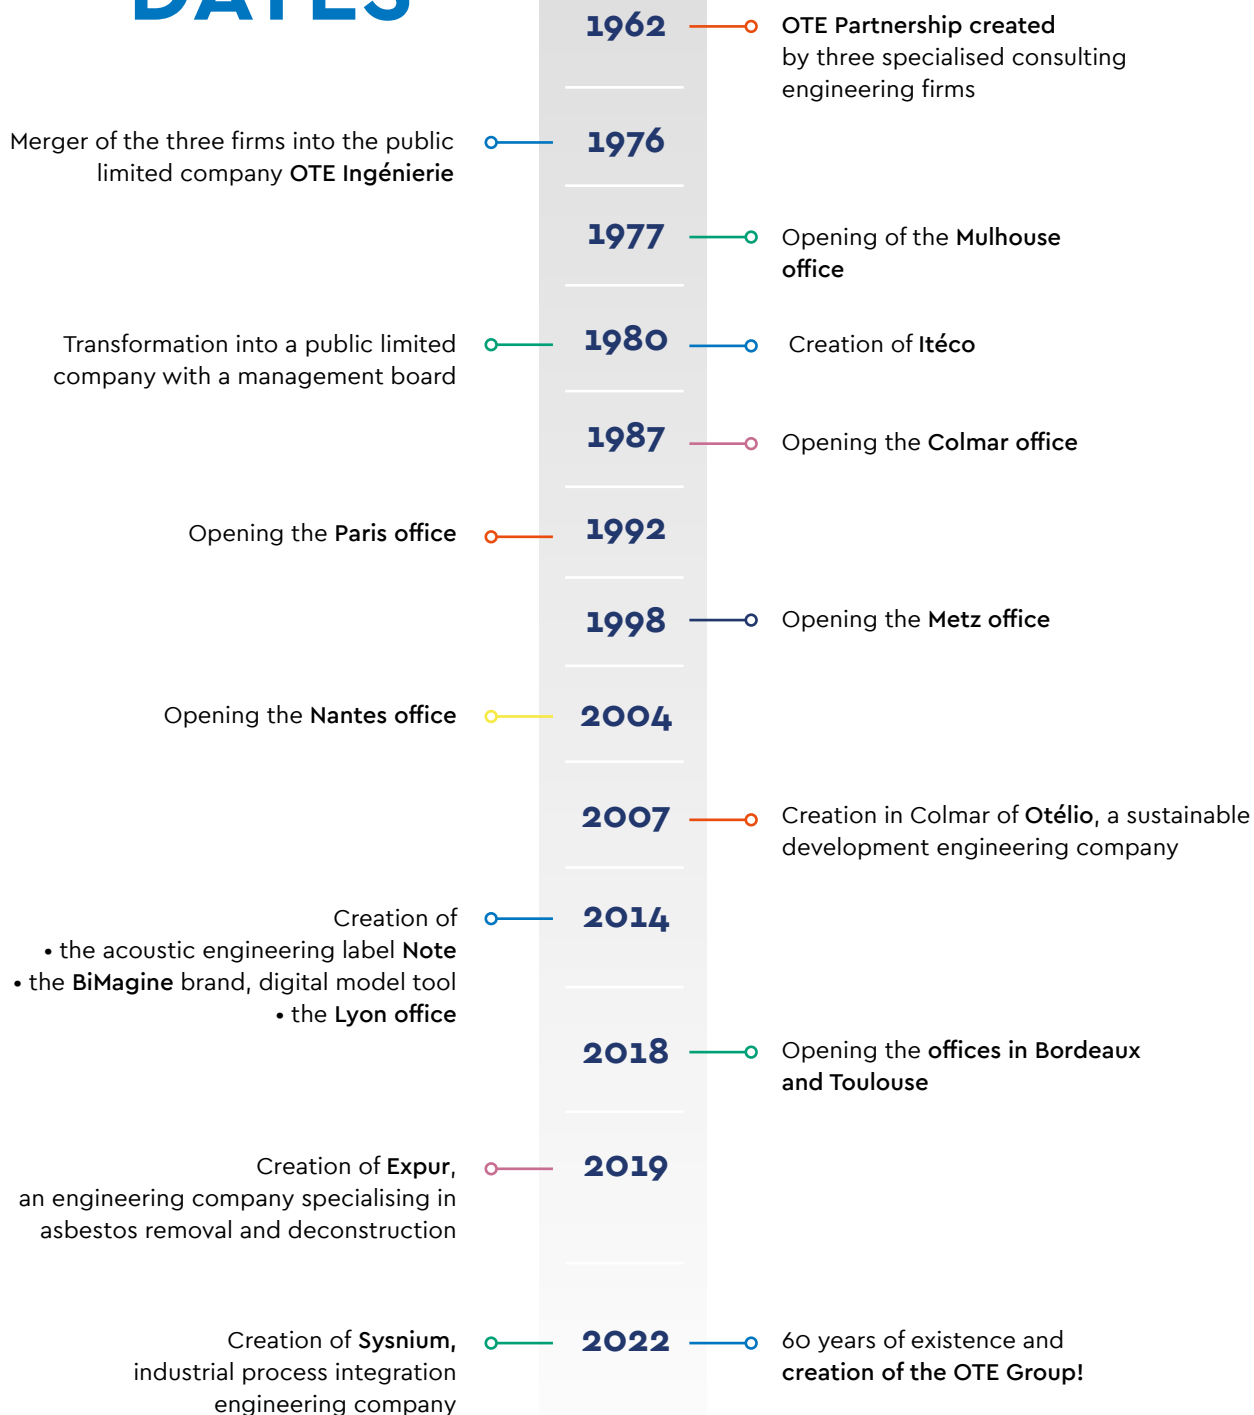 DATES
1962
OTE Partnership created
by three specialised consulting
engineering firms
Merger of the three firms into the public
limited company OTE Ingénierie
1976
1977
Opening of the Mulhouse
office
Transformation into a public limited
company with a management board
1980
Creation of Itéco
1987
Opening the Colmar office
Opening the Paris office
1992
1998
Opening the Metz office
Opening the Nantes office
2004
2007
Creation in Colmar of Otélio, a sustainable
development engineering company
Creation of
• the acoustic engineering label Note
• the BiMagine brand, digital model tool
• the Lyon office
2014
2018
Opening the offices in Bordeaux
and Toulouse
Creation of Expur,
an engineering company specialising in
asbestos removal and deconstruction
2019
Creation of Sysnium,
industrial process integration
engineering company
2022
60 years of existence and
creation of the OTE Group!